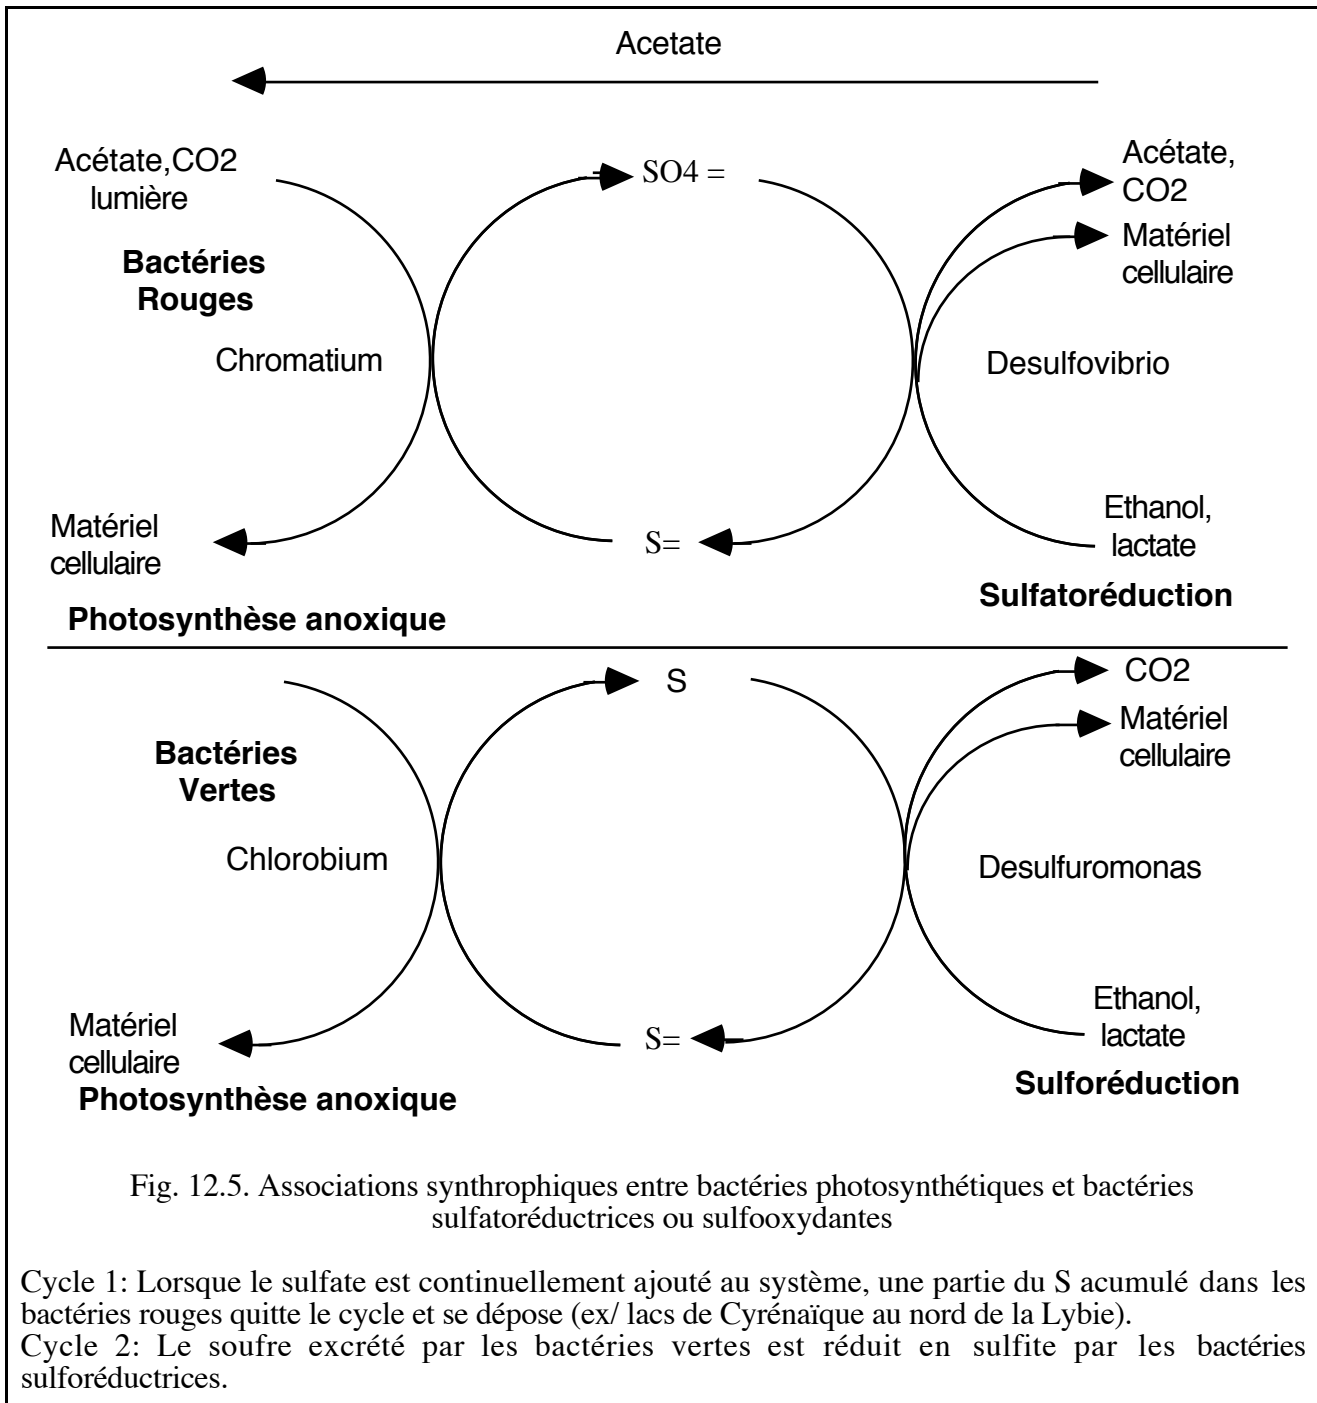 Acetate
Acétate,CO2
lumière
SO4 =
Acétate,
CO2
Matériel
cellulaire
Bactéries
Rouges
Chromatium
Desulfovibrio
Matériel
cellulaire
S=
Ethanol,
lactate
Sulfatoréduction
Photosynthèse anoxique
S
CO2
Matériel
cellulaire
Bactéries
Vertes
Chlorobium
Desulfuromonas
Matériel
cellulaire
S=
Ethanol,
lactate
Sulforéduction
Photosynthèse anoxique
Fig. 12.5. Associations synthrophiques entre bactéries photosynthétiques et bactéries
sulfatoréductrices ou sulfooxydantes
Cycle 1: Lorsque le sulfate est continuellement ajouté au système, une partie du S acumulé dans les
bactéries rouges quitte le cycle et se dépose (ex/ lacs de Cyrénaïque au nord de la Lybie).
Cycle 2: Le soufre excrété par les bactéries vertes est réduit en sulfite par les bactéries
sulforéductrices.